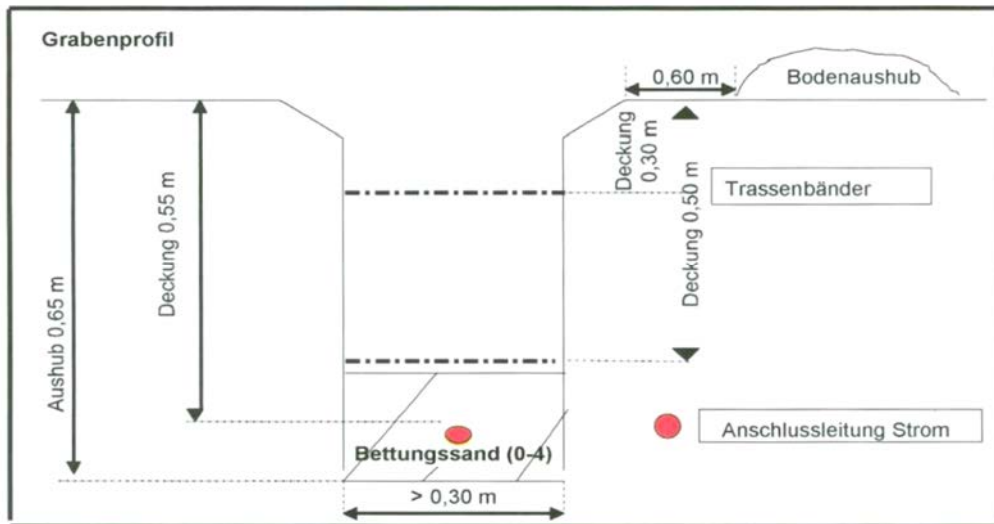 Grabenprofil
0,60 m
Bodenaushub
Deckung
0,30 m
Trassenbänder
Deckung 0,50 m
Deckung 0,55 m
Aushub 0,65 m
Anschlussleitung Strom
Bettungssand (0-4)
> 0,30 m